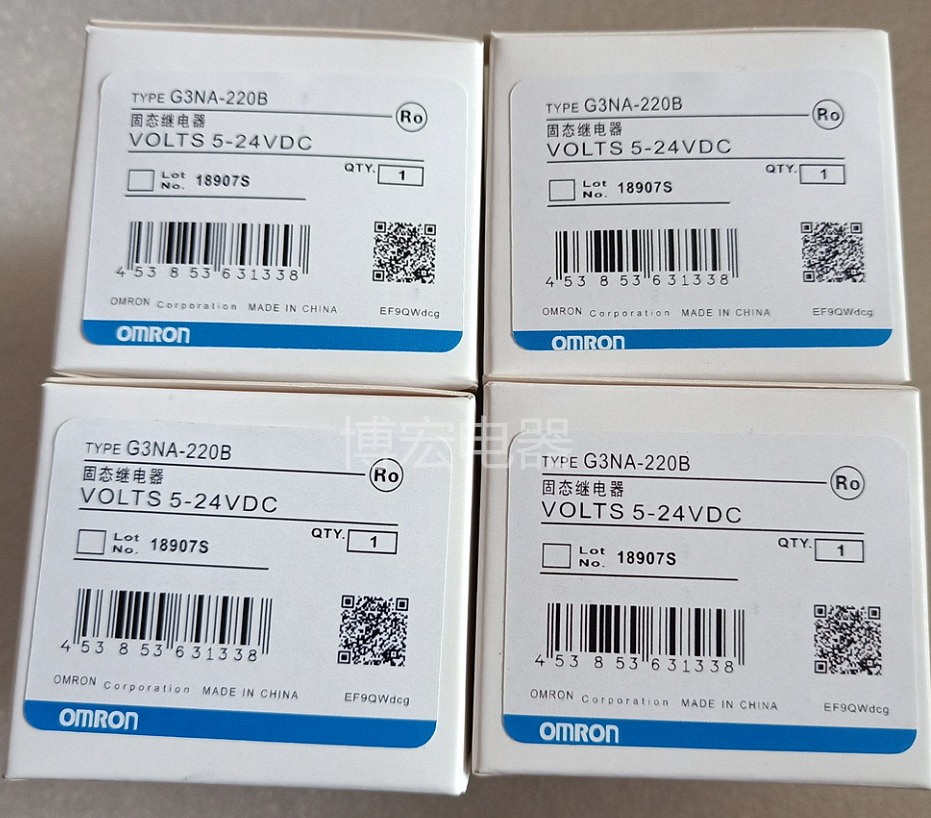 TYPE G3NA-220B
Ro
固态继电器
VOLTS 5-24VDC
QTY. 1
Lot No. 18907S
4 53 8 53 631338
OMRON Corporation MADE IN CHINA
EF9QWdcg
OMRON
TYPE G3NA-220B
Ro
固态继电器
VOLTS 5-24VDC
QTY. 1
Lot No. 18907S
4 53 8 53 631338
OMRON Corporation MADE IN CHINA
EF9QWdcg
OMRON
博宏电器
TYPE G3NA-220B
Ro
固态继电器
VOLTS 5-24VDC
QTY. 1
Lot No. 18907S
4 53 8 53 631338
OMRON Corporation MADE IN CHINA
EF9QWdcg
OMRON
TYPE G3NA-220B
Ro
固态继电器
VOLTS 5-24VDC
QTY. 1
Lot No. 18907S
4 53 8 53 631338
OMRON Corporation MADE IN CHINA
EF9QWdcg
OMRON